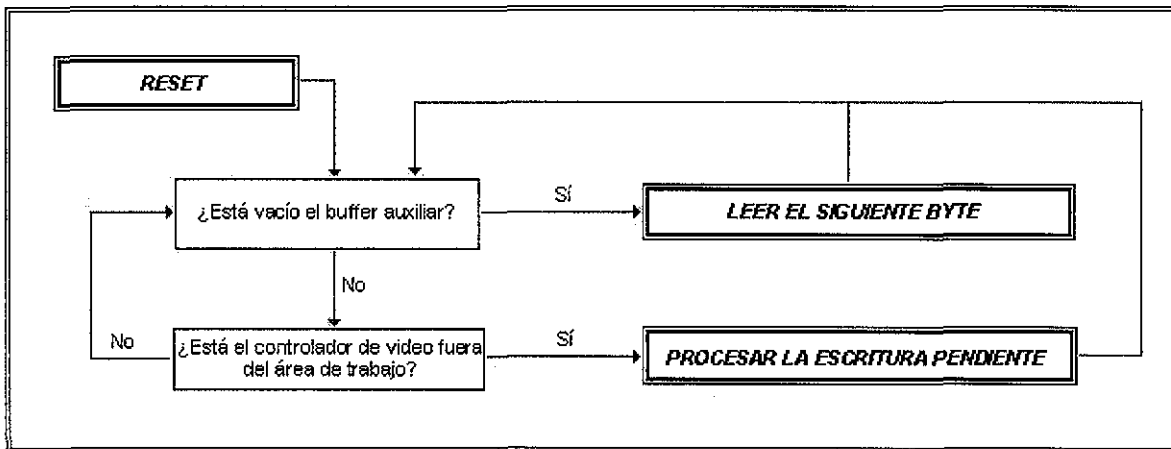 RESET
¿Está vacío el buffer auxiliar?
Sí
LEER EL SIGUIENTE BYTE
No
No
¿Está el controlador de video fuera
del área de trabajo?
Sí
PROCESAR LA ESCRITURA PENDIENTE